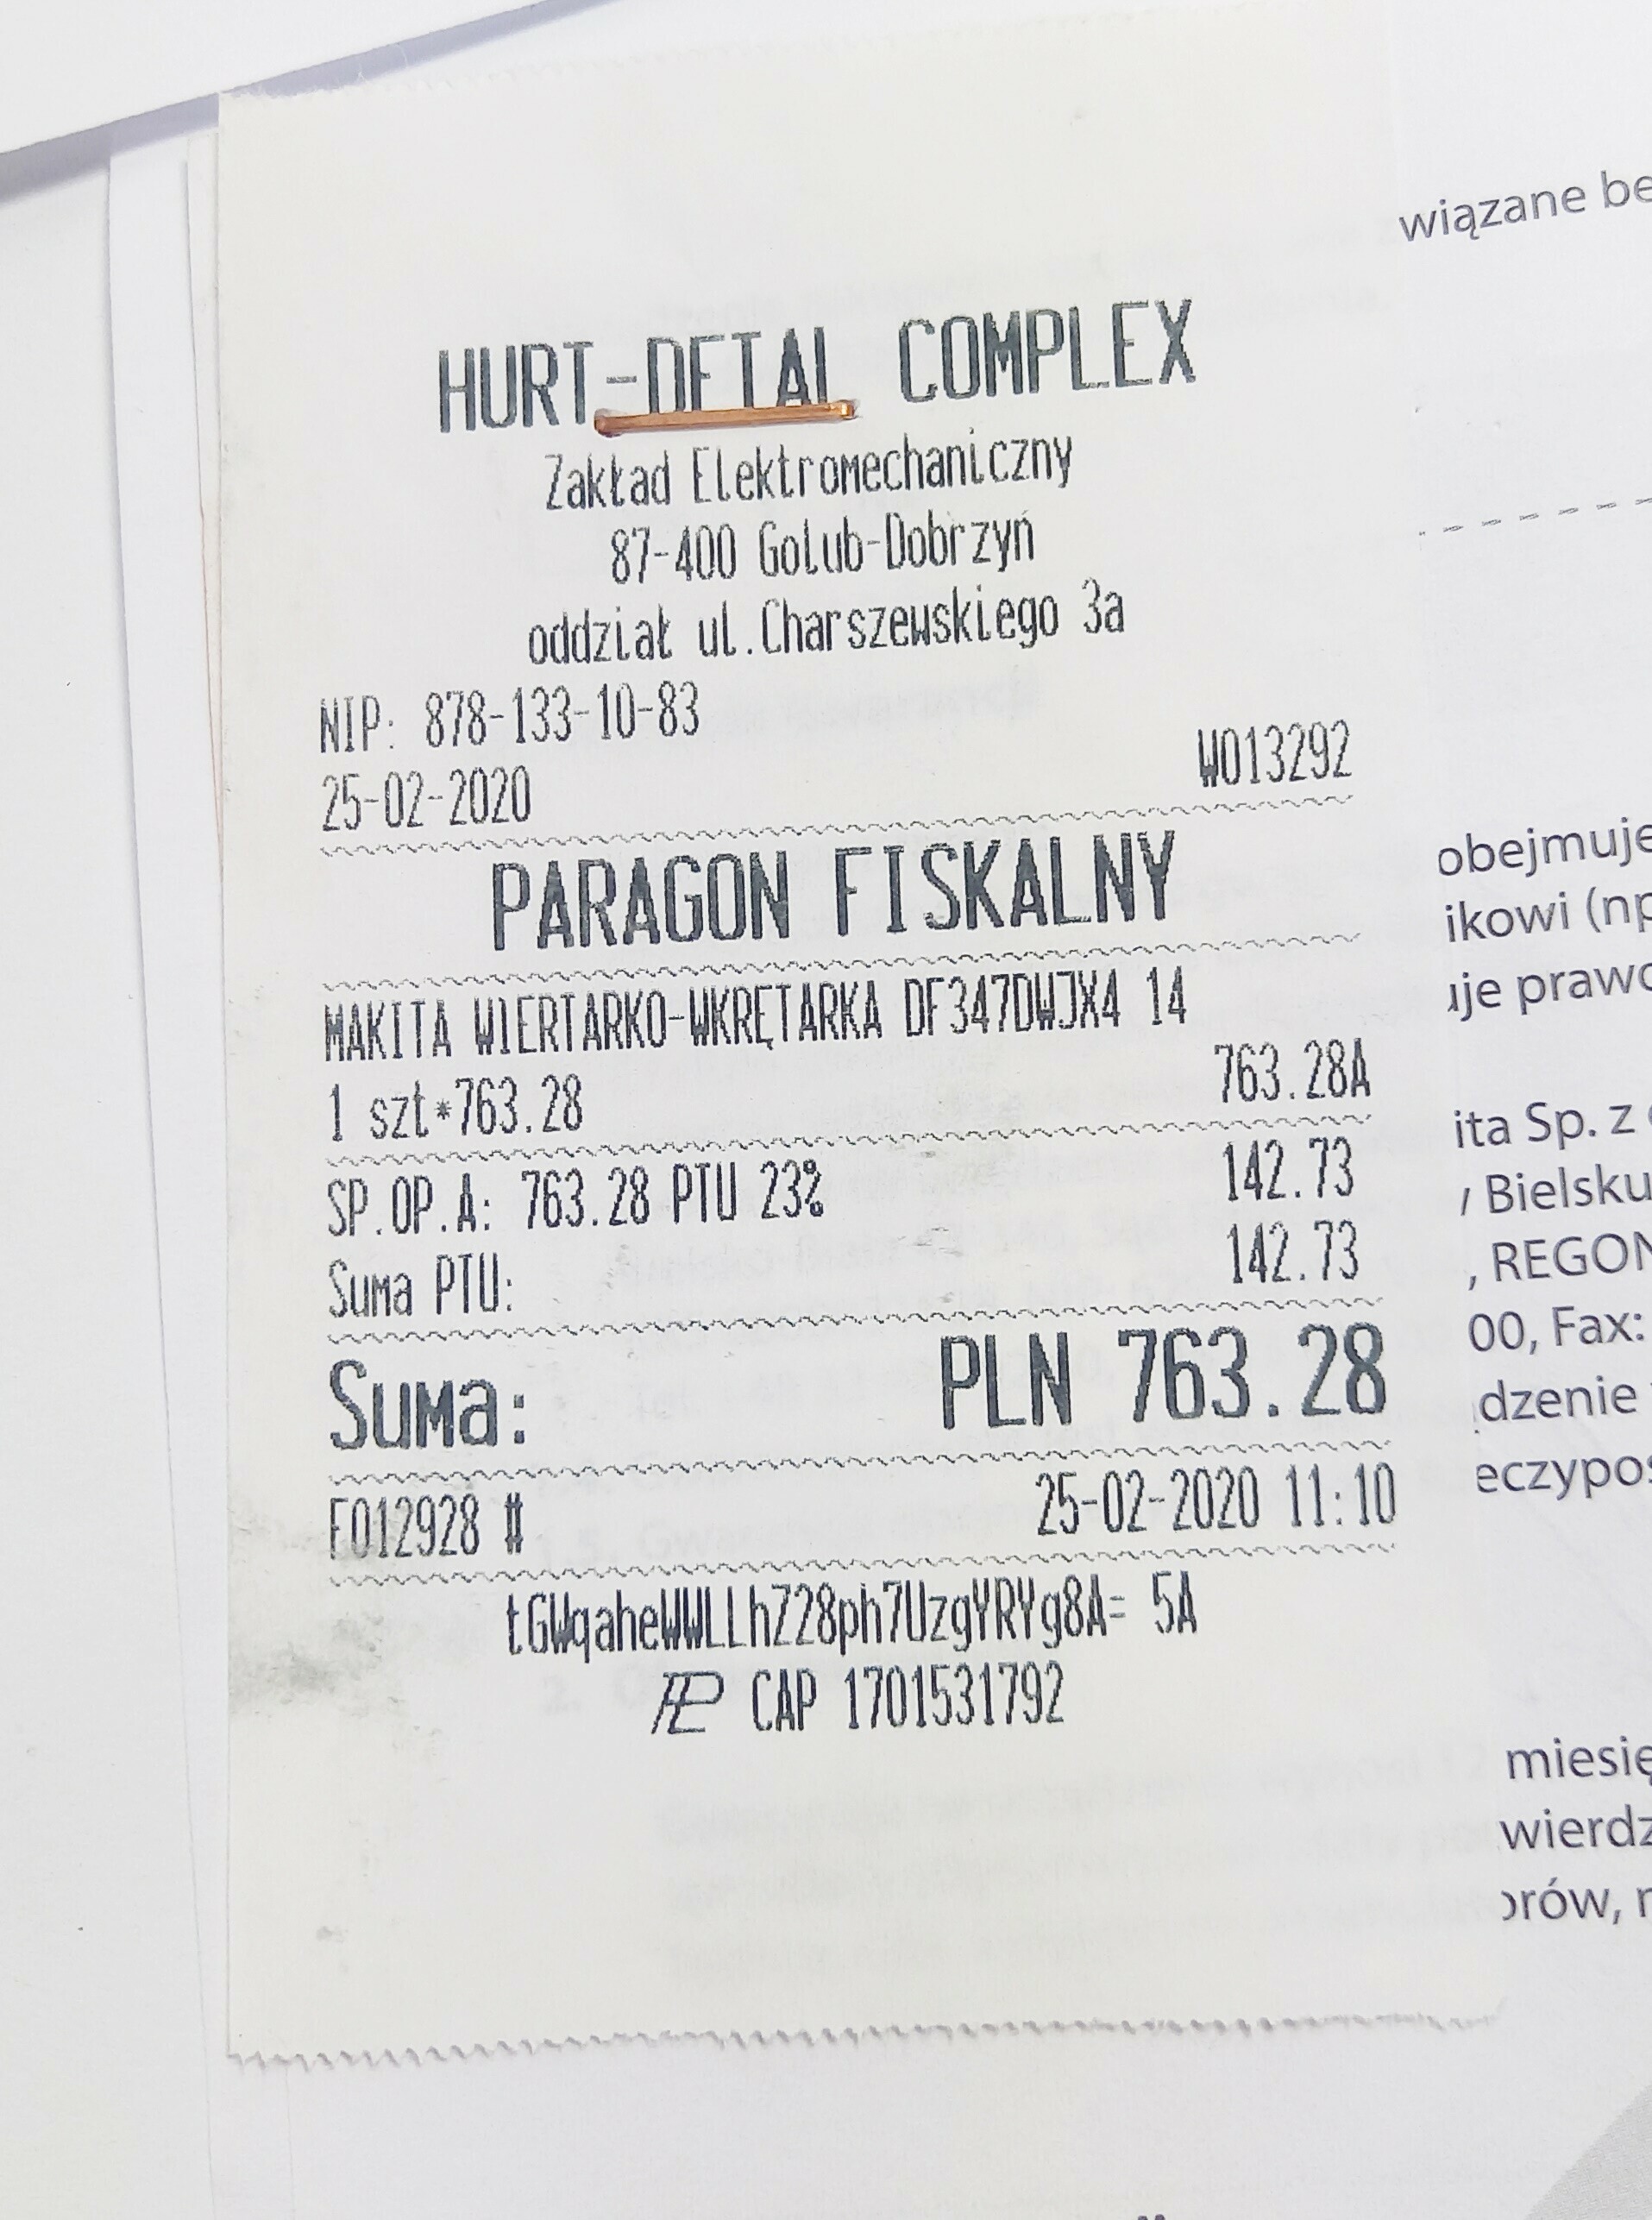 HURT-DETAL COMPLEX
Zakład Elektromechaniczny
87-400 Golub-Dobrzyń
oddział ul.Charszewskiego 3a
NIP: 878-133-10-83
25-02-2020 W013292
PARAGON FISKALNY
MAKITA WIERTARKO-WKRĘTARKA DF347DWJX4 14
1 szt*763.28 763.28A
SP.OP.A: 763.28 PTU 23% 142.73
Suma PTU: 142.73
Suma: PLN 763.28
F012928 # 25-02-2020 11:10
tGWqaheWWLLhZ28ph7UzgYRYg8A= 5A
CAP 1701531792
wiązane be
obejmuje
ikowi (np
uje prawo
ita Sp. z
Bielsku
, REGON
00, Fax:
dzenie
eczypos
miesię
wierdz
orów,